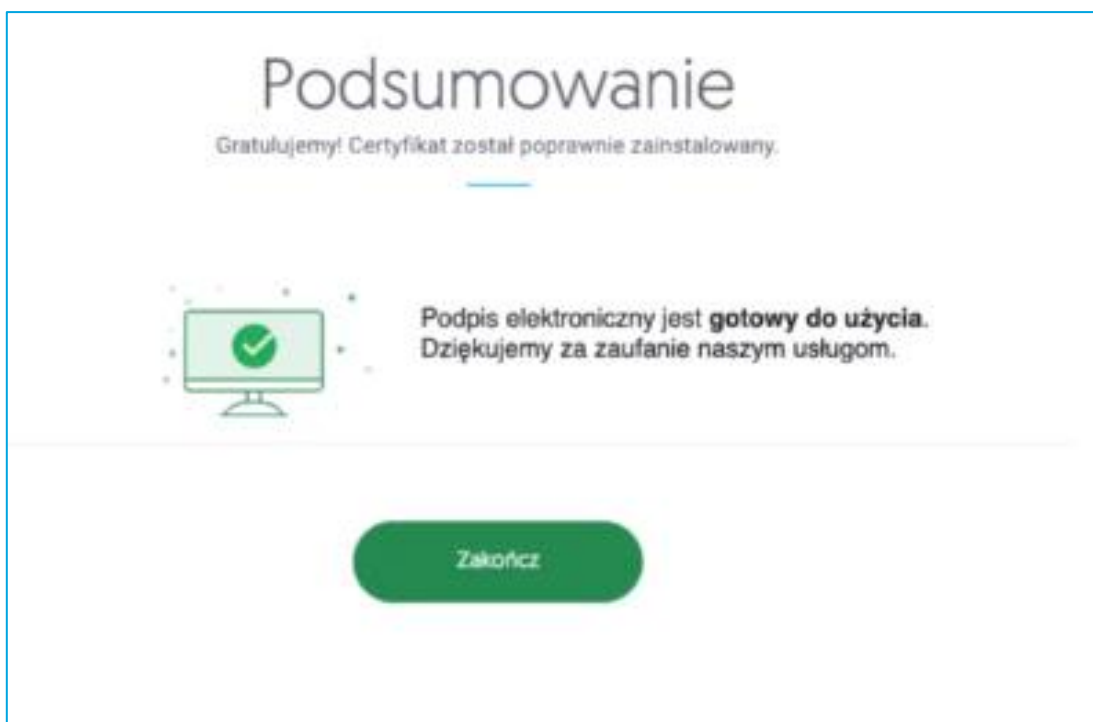 Podsumowanie
Gratulujemy! Certyfikat został poprawnie zainstalowany.
Podpis elektroniczny jest gotowy do użycia.
Dziękujemy za zaufanie naszym usługom.
Zakończ